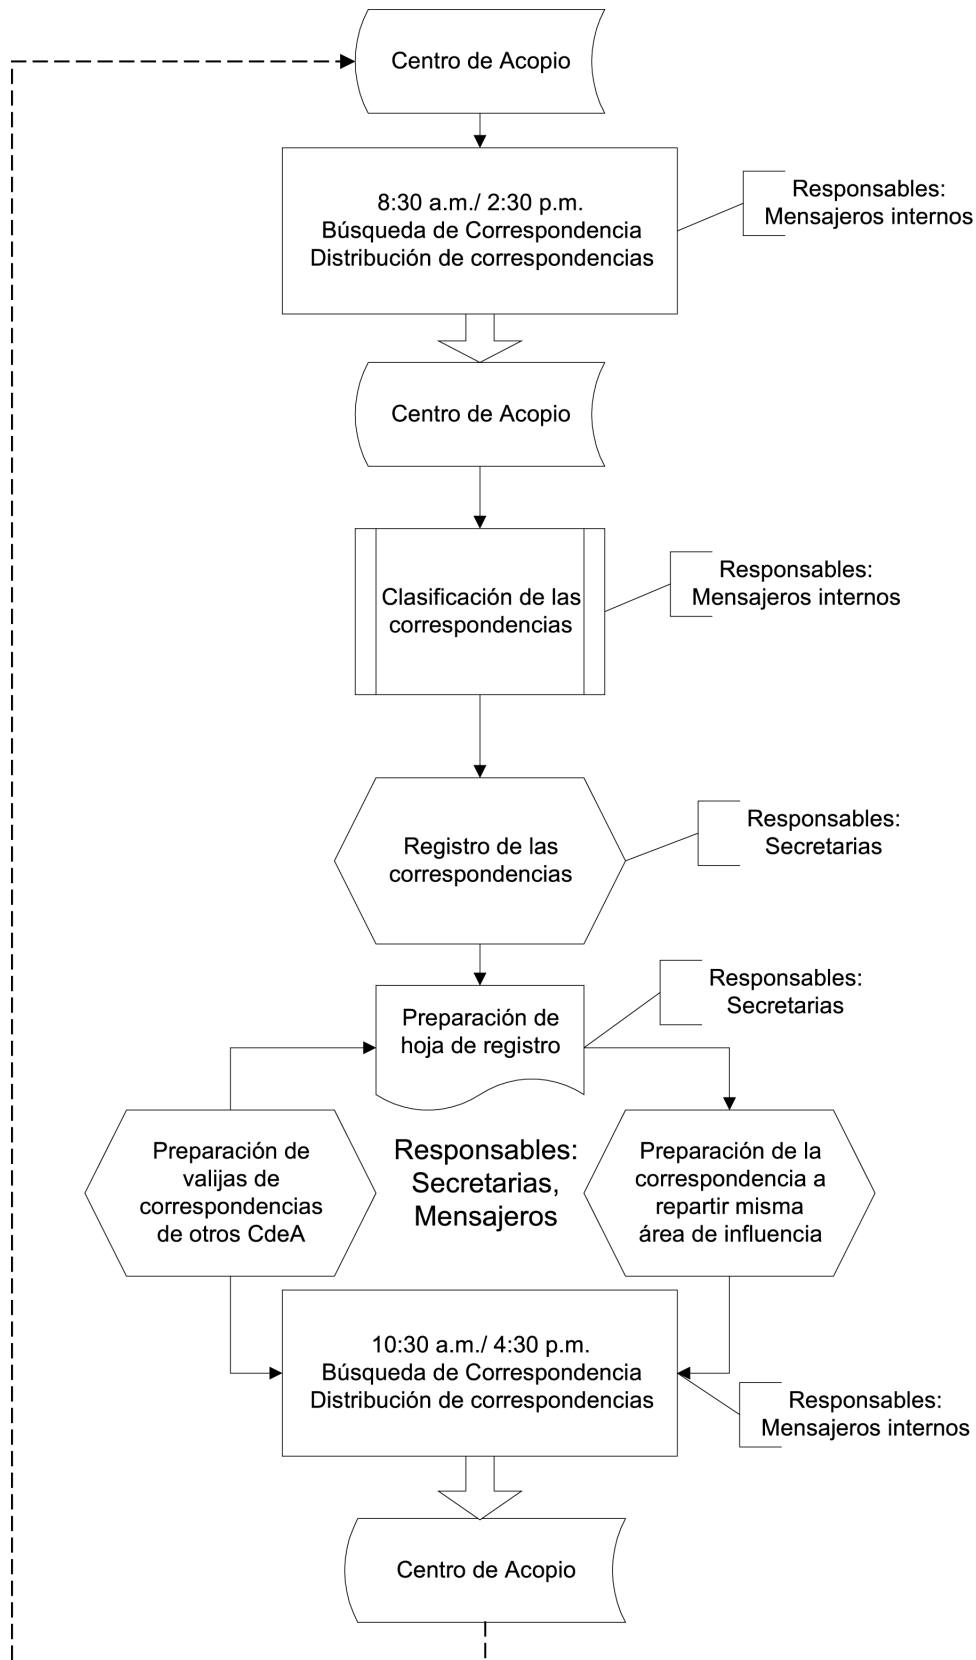 Centro de Acopio
8:30 a.m./ 2:30 p.m.
Búsqueda de Correspondencia
Distribución de correspondencias
Responsables:
Mensajeros internos
Centro de Acopio
Clasificación de las
correspondencias
Responsables:
Mensajeros internos
Registro de las
correspondencias
Responsables:
Secretarias
Preparación de
hoja de registro
Responsables:
Secretarias
Preparación de
valijas de
correspondencias
de otros CdeA
Responsables:
Secretarias,
Mensajeros
Preparación de la
correspondencia a
repartir misma
área de influencia
10:30 a.m./ 4:30 p.m.
Búsqueda de Correspondencia
Distribución de correspondencias
Responsables:
Mensajeros internos
Centro de Acopio